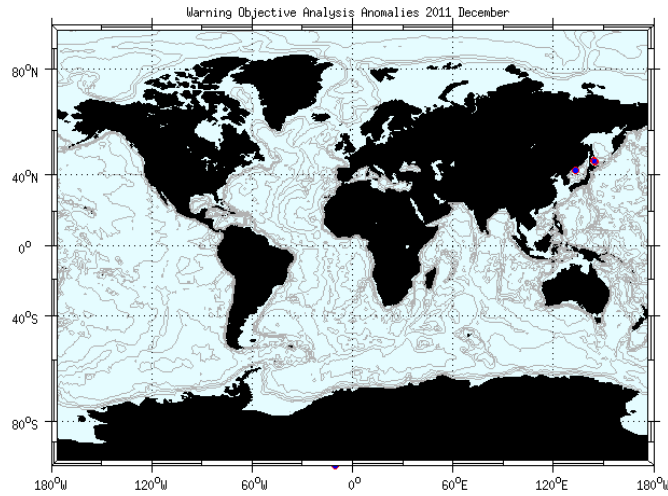 Warning Objective Analysis Anomalies 2011 December
80°N
40°N
0°
40°S
80°S
180°W 120°W 60°W 0° 60°E 120°E 180°W